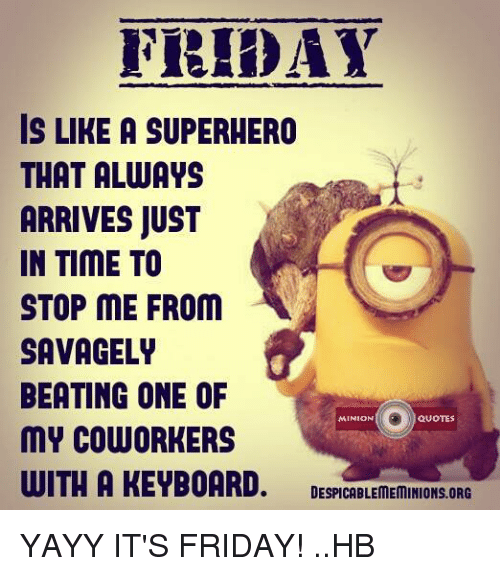 FRIDAY
IS LIKE A SUPERHERO
THAT ALWAYS
ARRIVES JUST
IN TIME TO
STOP ME FROM
SAVAGELY
BEATING ONE OF
MY COWORKERS
WITH A KEYBOARD.
MINION QUOTES
DESPICABLEMEMINIONS.ORG
YAYY IT'S FRIDAY! ..HB